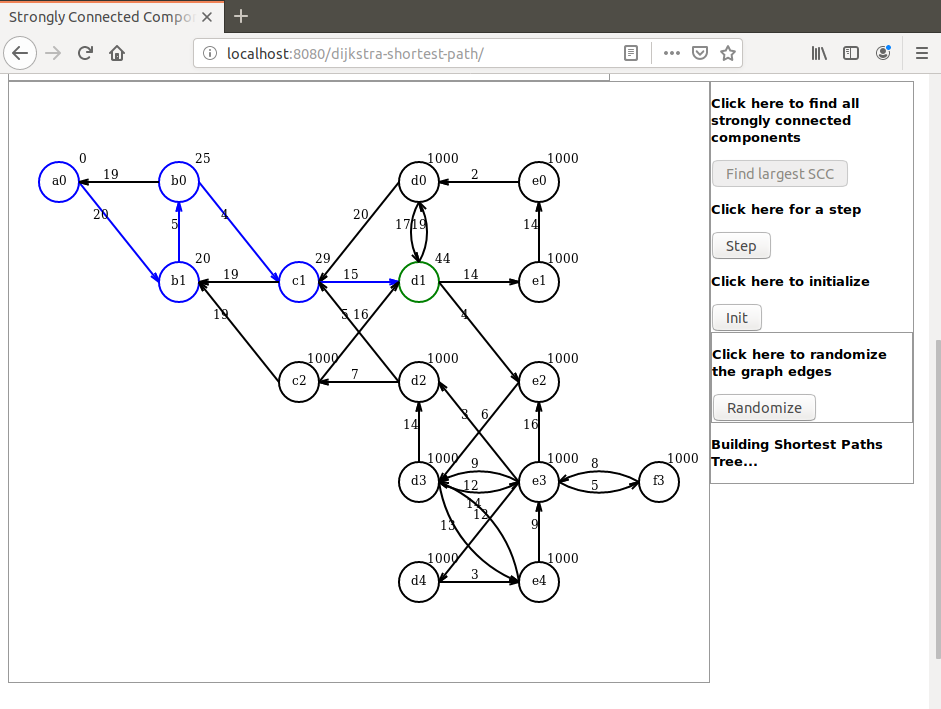 Strongly Connected Compo
localhost:8080/dijkstra-shortest-path/
Click here to find all
strongly connected
components
Find largest SCC
Click here for a step
Step
Click here to initialize
Init
Click here to randomize
the graph edges
Randomize
Building Shortest Paths
Tree...
0 25 1000 1000
a0 19 b0 d0 2 e0
20 5 4 20 17 19 14
20 29 44 1000
b1 19 c1 15 d1 14 e1
19 5 16 4
1000 1000 1000
c2 7 d2 e2
14 3 6 16
1000 1000 1000
d3 9 12 e3 8 5 f3
14
12
13 9
1000 1000
d4 3 e4